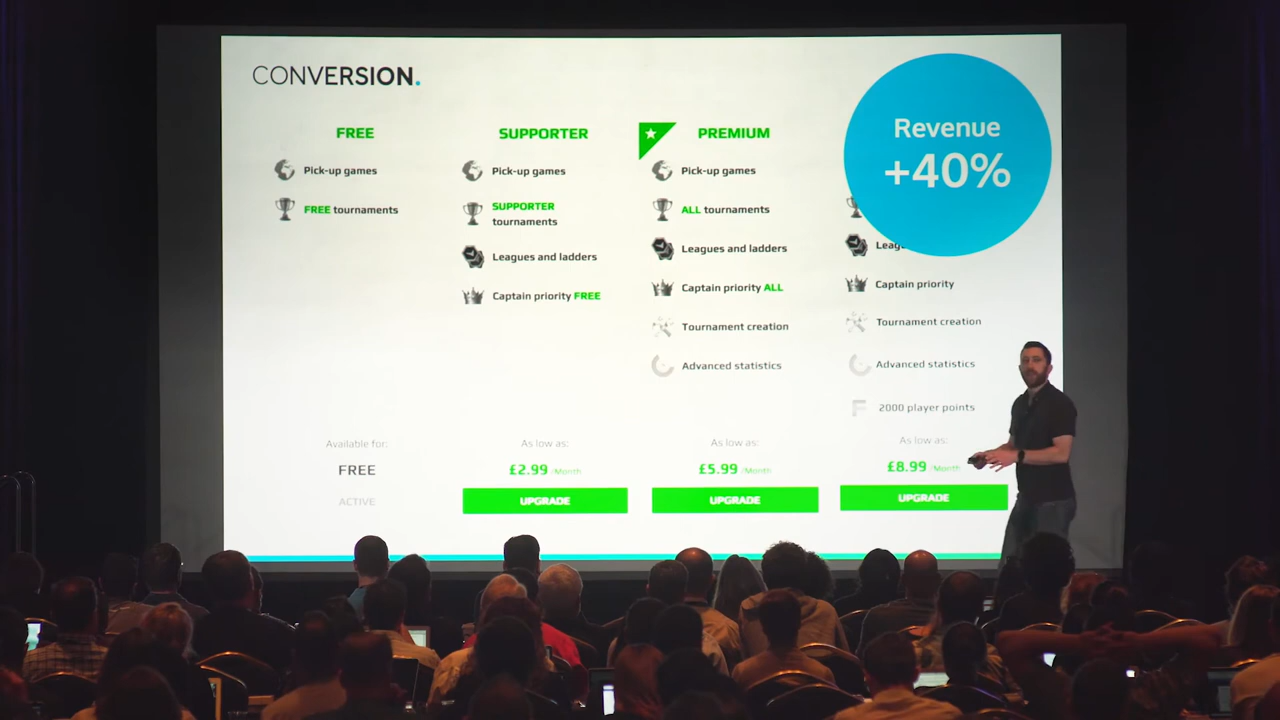 CONVERSION.
Revenue
+40%
FREE
Pick-up games
FREE tournaments
Available for:
FREE
ACTIVE
SUPPORTER
Pick-up games
SUPPORTER
tournaments
Leagues and ladders
Captain priority FREE
As low as:
£2.99 /Month
UPGRADE
PREMIUM
Pick-up games
ALL tournaments
Leagues and ladders
Captain priority ALL
Tournament creation
Advanced statistics
As low as:
£5.99 /Month
UPGRADE
Captain priority
Tournament creation
Advanced statistics
2000 player points
As low as:
£8.99 /Month
UPGRADE